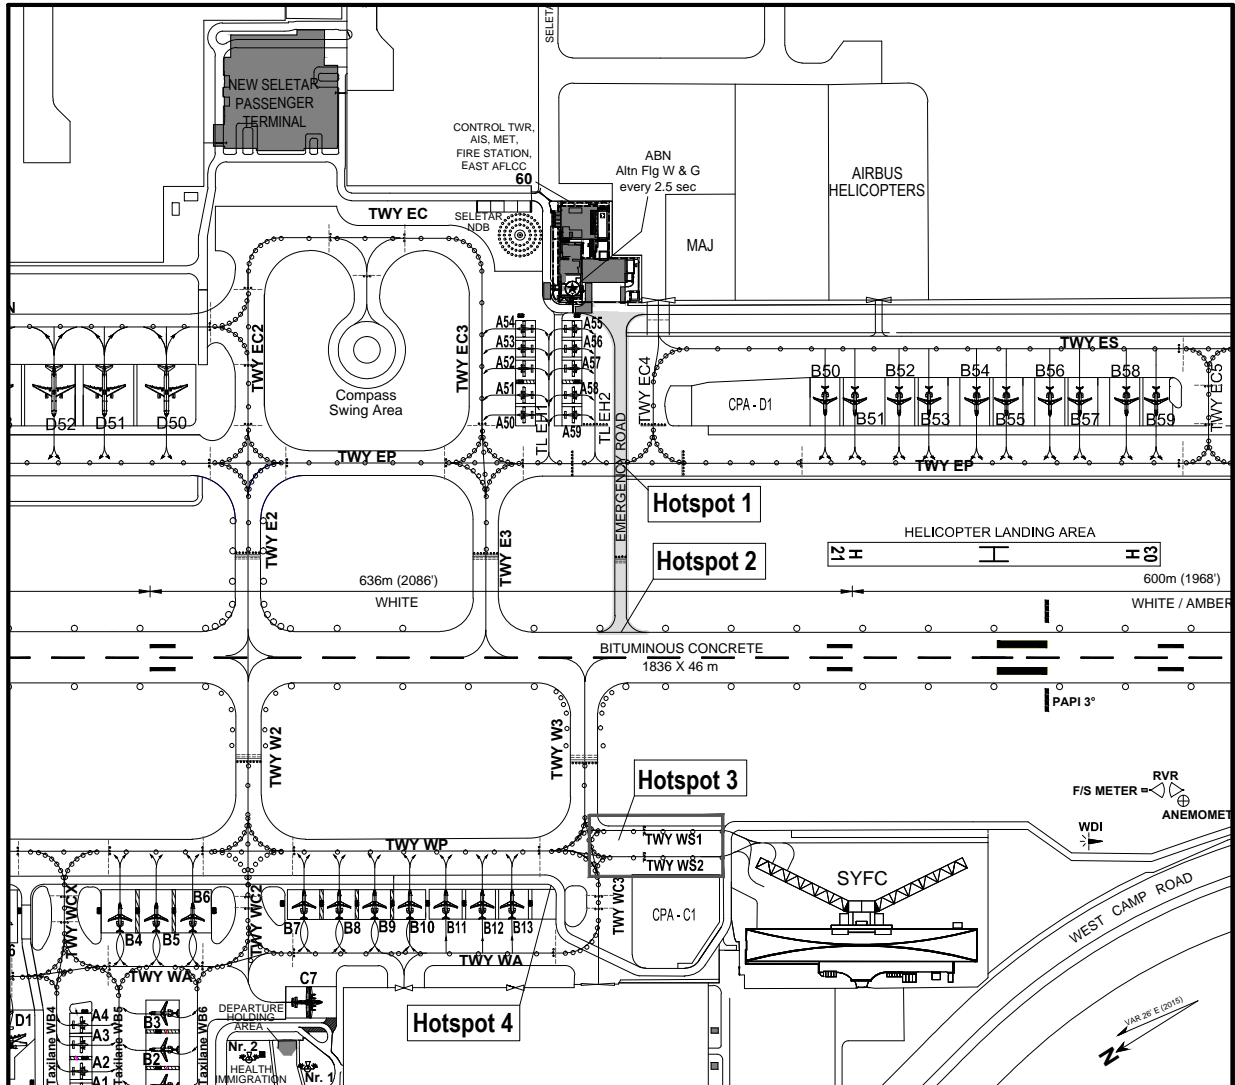 SELETA
NEW SELETAR
PASSENGER
TERMINAL
CONTROL TWR,
AIS, MET,
FIRE STATION,
EAST AFLCC
60
ABN
Altn Flg W & G
every 2.5 sec
AIRBUS
HELICOPTERS
MAJ
TWY EC
SELETAR
NDB
N
TWY EC2
TWY EC3
Compass
Swing Area
A54
A53
A52
A51
A50
A55
A56
A57
A58
A59
TL EH1
TL EH2
EMERGENCY ROAD
TWY EC4
TWY ES
CPA - D1
B50
B52
B54
B56
B58
B51
B53
B55
B57
B59
TWY EC5
D52
D51
D50
TWY EP
TWY EP
Hotspot 1
TWY E2
TWY E3
Hotspot 2
HELICOPTER LANDING AREA
21 H
H
H 03
636m (2086')
WHITE
600m (1968')
WHITE / AMBER
BITUMINOUS CONCRETE
1836 X 46 m
PAPI 3°
TWY W2
TWY W3
Hotspot 3
RVR
F/S METER
ANEMOMET
WDI
TWY WS1
TWY WS2
TWY WP
SYFC
WEST CAMP ROAD
TWY WC1X
B6
B4
B5
TWY WC2
B7
B8
B9
B10
B11
B12
B13
TWY WC3
CPA - C1
TWY WA
TWY WA
C7
Hotspot 4
DEPARTURE
HOLDING
AREA
Nr. 2
HEALTH
IMMIGRATION
Nr. 1
D1
Taxilane WB4
A4
A3
A2
A1
Taxilane WB5
B3
B2
Taxilane WB6
VAR 26' E (2015)
N